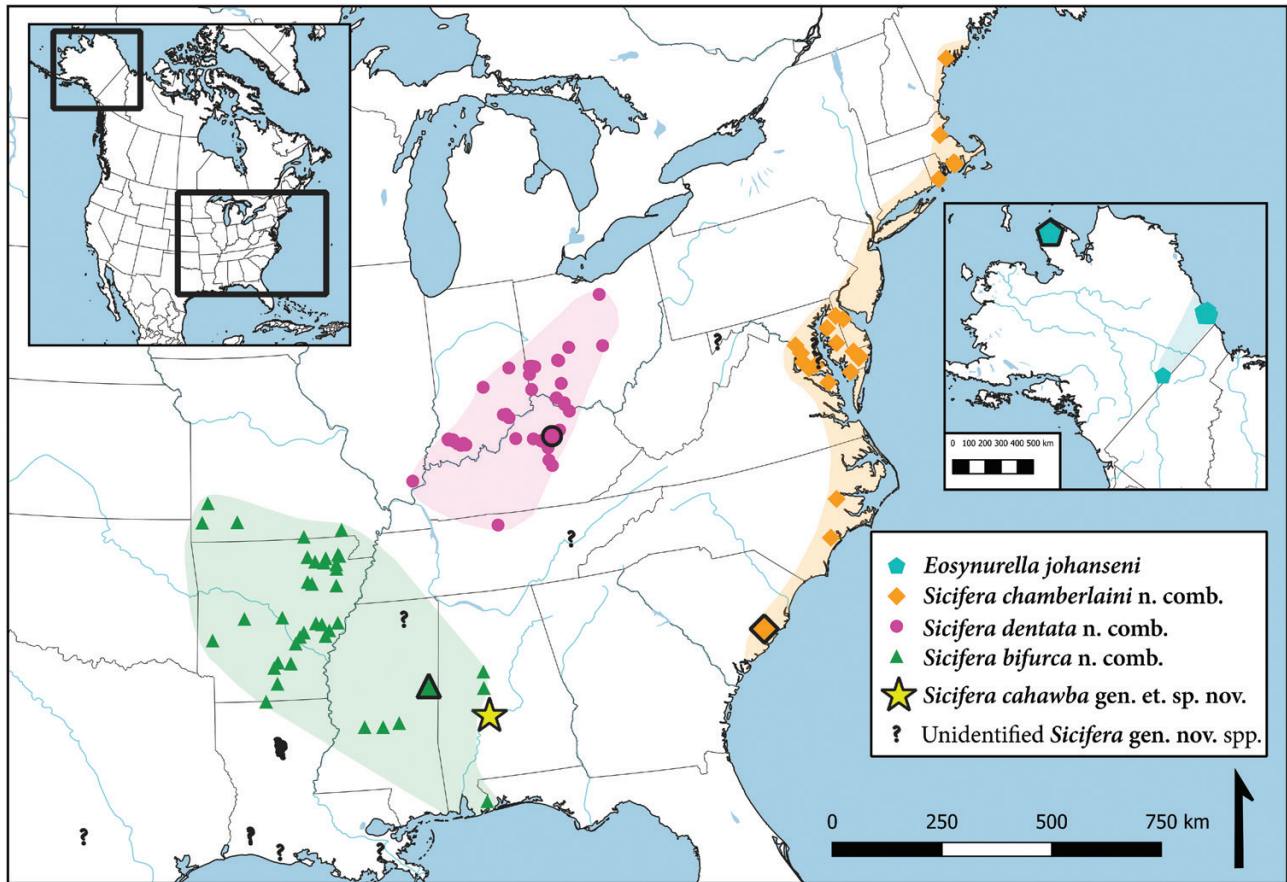 0 100 200 300 400 500 km
Eosynurella johanseni
Sicifera chamberlaini n. comb.
Sicifera dentata n. comb.
Sicifera bifurca n. comb.
Sicifera cahawba gen. et. sp. nov.
? Unidentified Sicifera gen. nov. spp.
0 250 500 750 km
?
?
?
?
?
?
?
?